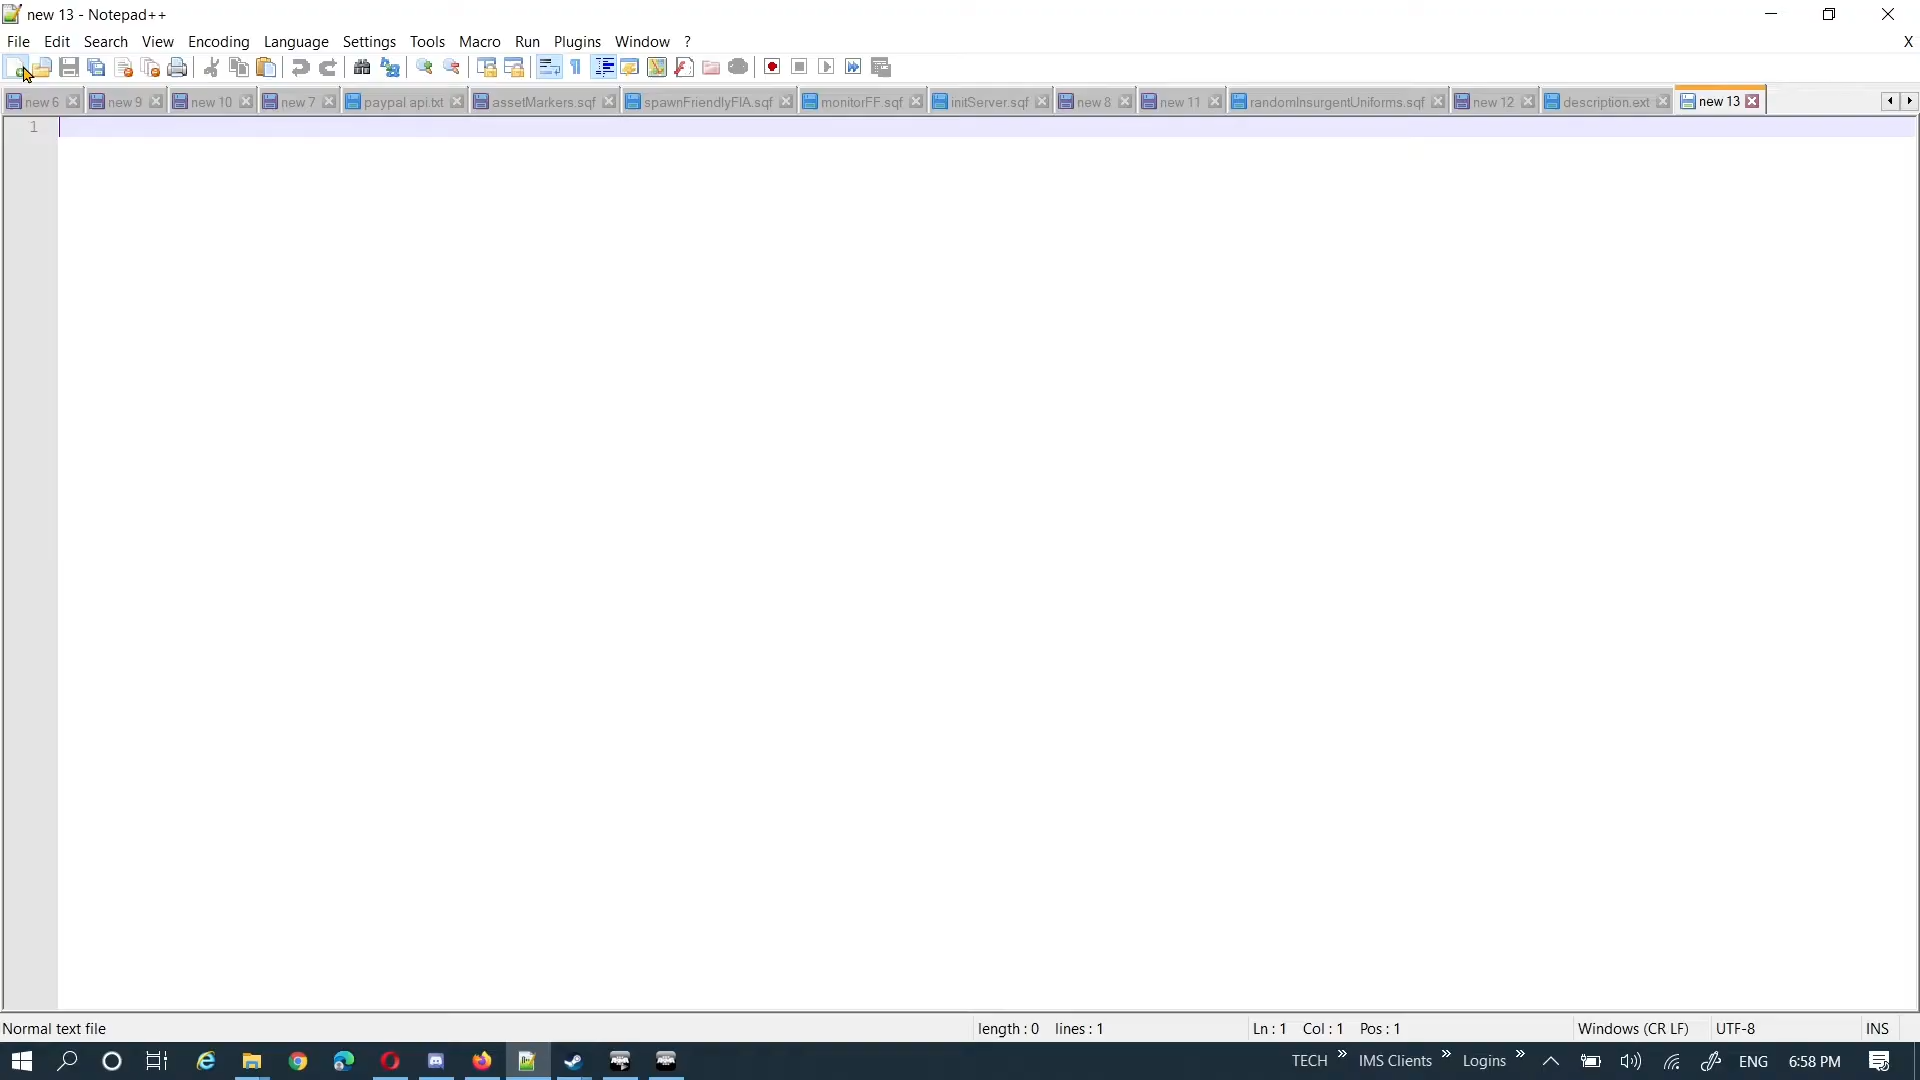 new 13 - Notepad++
File Edit Search View Encoding Language Settings Tools Macro Run Plugins Window ? X
new 6 new 9 new 10 new 7 paypal api.txt assetMarkers.sqf spawnFriendlyFIA.sqf monitorFF.sqf initServer.sqf new 8 new 11 randomInsurgentUniforms.sqf new 12 description.ext new 13
1
Normal text file length : 0 lines : 1 Ln : 1 Col : 1 Pos : 1 Windows (CR LF) UTF-8 INS
TECH » IMS Clients » Logins » ENG 6:58 PM